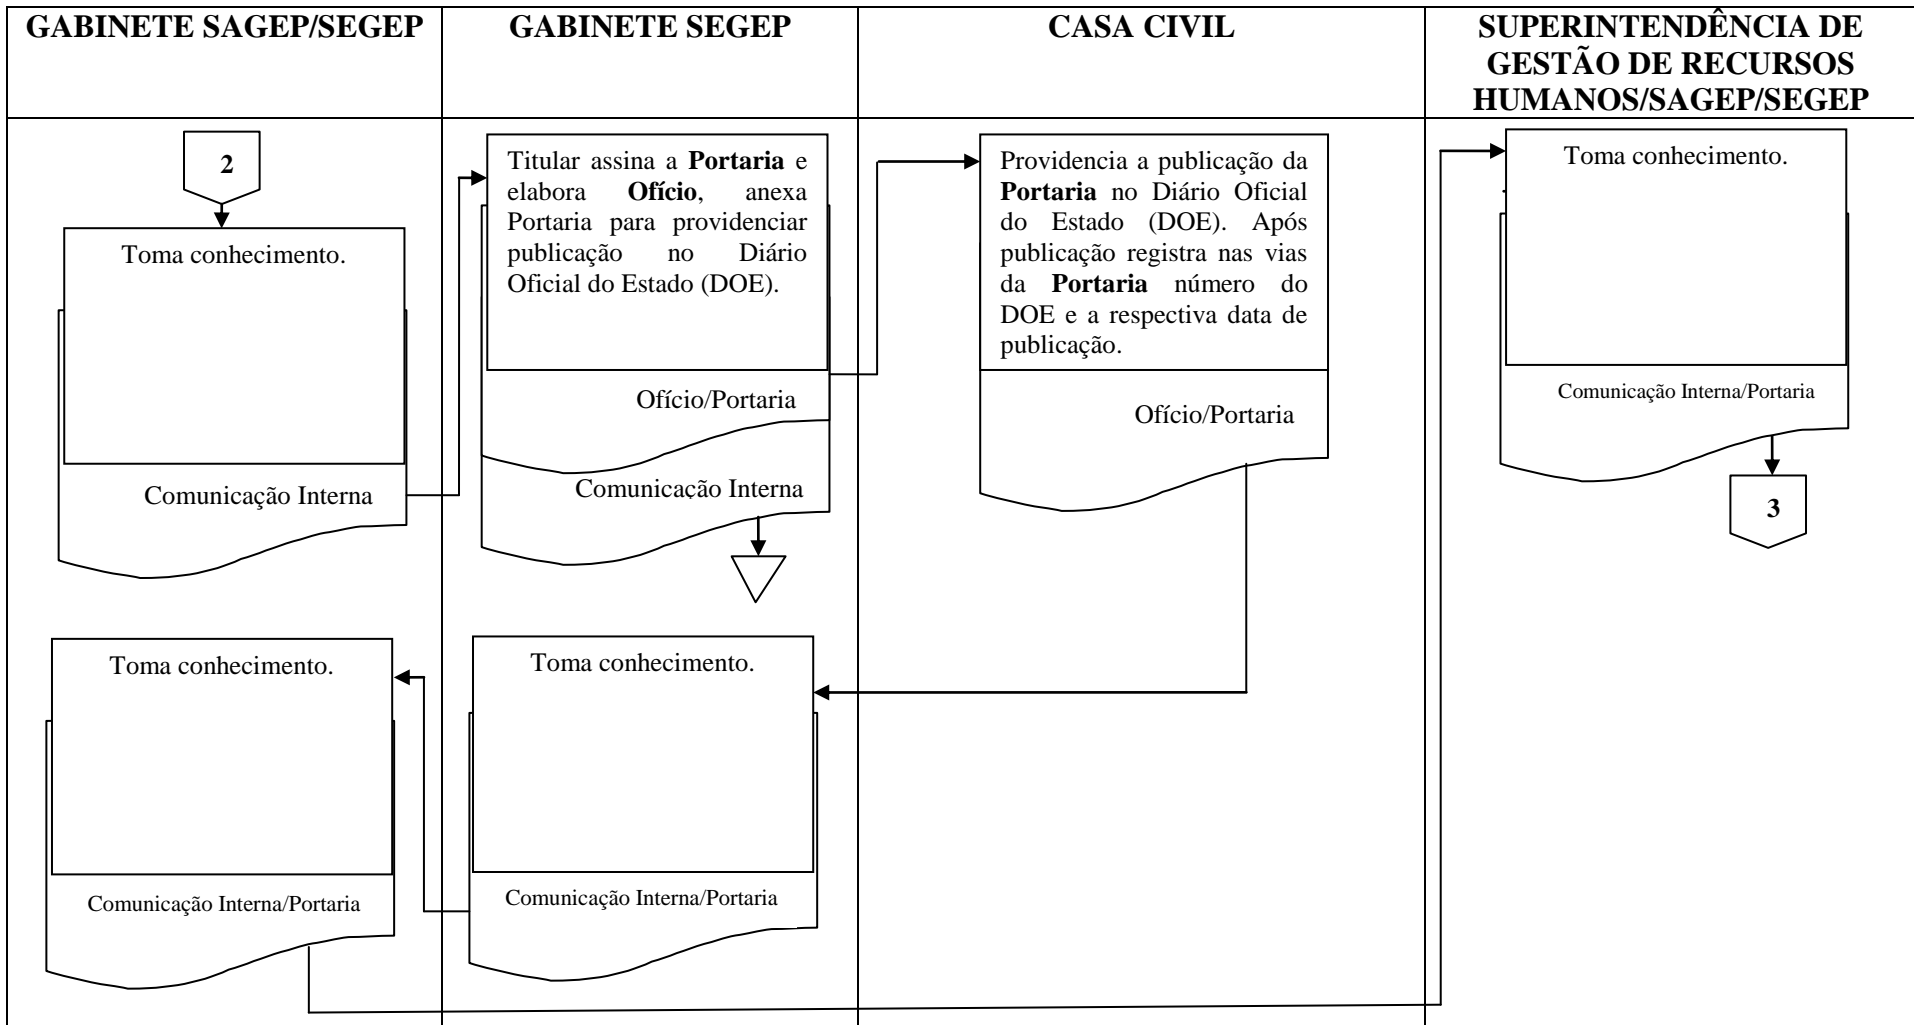 GABINETE SAGEP/SEGEP
GABINETE SEGEP
CASA CIVIL
SUPERINTENDÊNCIA DE
GESTÃO DE RECURSOS
HUMANOS/SAGEP/SEGEP
2
Toma conhecimento.
Comunicação Interna
Titular assina a Portaria e
elabora Ofício, anexa
Portaria para providenciar
publicação no Diário
Oficial do Estado (DOE).
Ofício/Portaria
Comunicação Interna
Providencia a publicação da
Portaria no Diário Oficial
do Estado (DOE). Após
publicação registra nas vias
da Portaria número do
DOE e a respectiva data de
publicação.
Ofício/Portaria
Toma conhecimento.
Comunicação Interna/Portaria
3
Toma conhecimento.
Comunicação Interna/Portaria
Toma conhecimento.
Comunicação Interna/Portaria